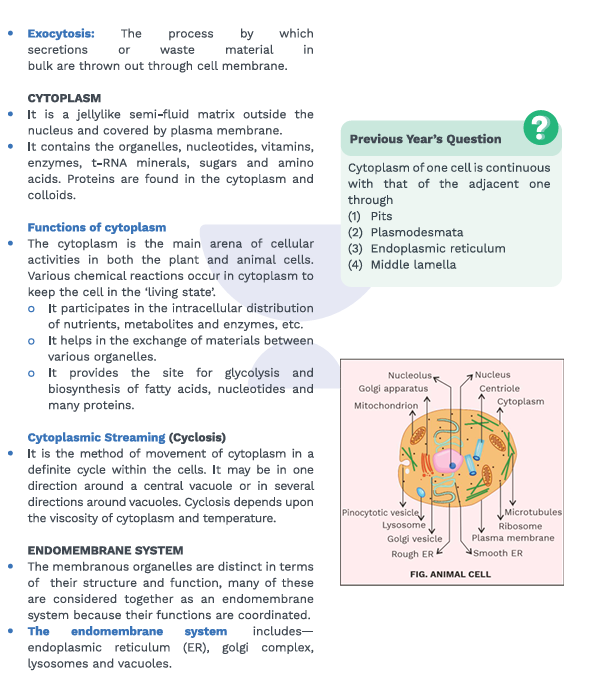 • Exocytosis: The process by which
secretions or waste material in
bulk are thrown out through cell membrane.
CYTOPLASM
• It is a jellylike semi-fluid matrix outside the
nucleus and covered by plasma membrane.
• It contains the organelles, nucleotides, vitamins,
enzymes, t-RNA minerals, sugars and amino
acids. Proteins are found in the cytoplasm and
colloids.
Functions of cytoplasm
• The cytoplasm is the main arena of cellular
activities in both the plant and animal cells.
Various chemical reactions occur in cytoplasm to
keep the cell in the ‘living state’.
o It participates in the intracellular distribution
of nutrients, metabolites and enzymes, etc.
o It helps in the exchange of materials between
various organelles.
o It provides the site for glycolysis and
biosynthesis of fatty acids, nucleotides and
many proteins.
Cytoplasmic Streaming (Cyclosis)
• It is the method of movement of cytoplasm in a
definite cycle within the cells. It may be in one
direction around a central vacuole or in several
directions around vacuoles. Cyclosis depends upon
the viscosity of cytoplasm and temperature.
ENDOMEMBRANE SYSTEM
• The membranous organelles are distinct in terms
of their structure and function, many of these
are considered together as an endomembrane
system because their functions are coordinated.
• The endomembrane system includes—
endoplasmic reticulum (ER), golgi complex,
lysosomes and vacuoles.
?
Previous Year’s Question
Cytoplasm of one cell is continuous
with that of the adjacent one
through
(1) Pits
(2) Plasmodesmata
(3) Endoplasmic reticulum
(4) Middle lamella
Nucleolus
Nucleus
Golgi apparatus
Centriole
Mitochondrion
Cytoplasm
Pinocytotic vesicle
Microtubules
Lysosome
Ribosome
Golgi vesicle
Plasma membrane
Rough ER
Smooth ER
FIG. ANIMAL CELL